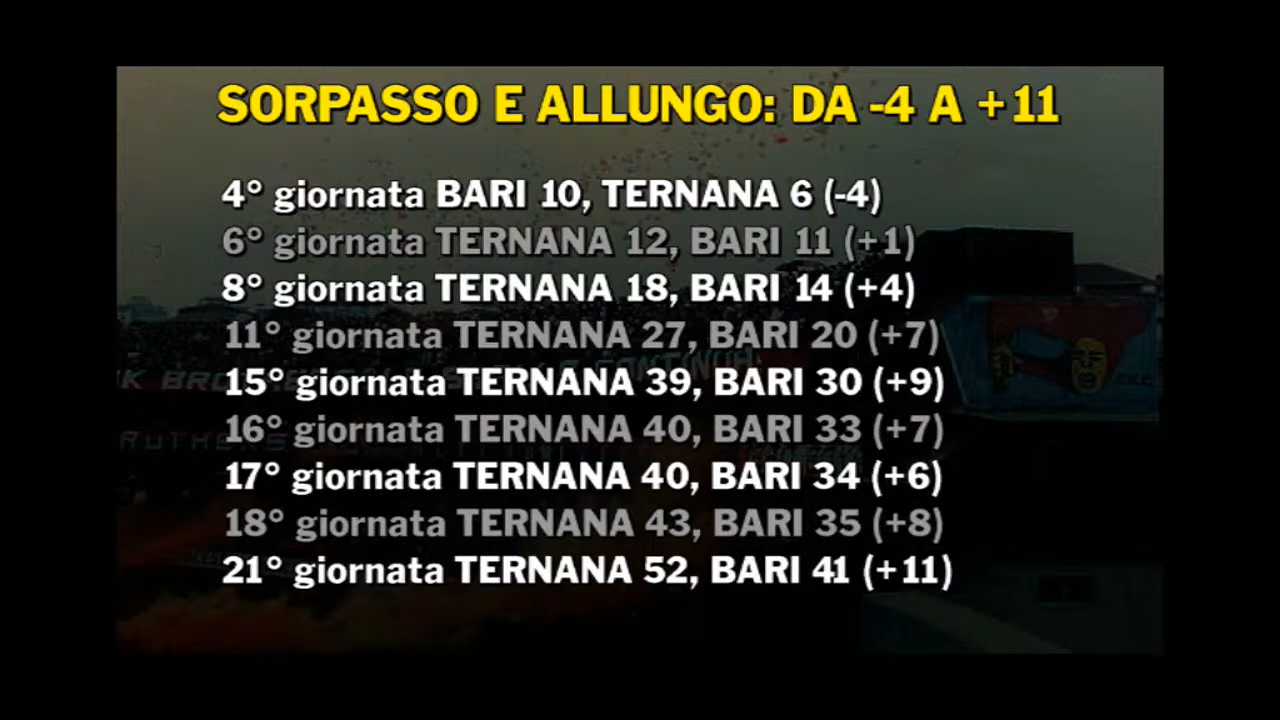 SORPASSO E ALLUNGO: DA -4 A +11
4° giornata BARI 10, TERNANA 6 (-4)
6° giornata TERNANA 12, BARI 11 (+1)
8° giornata TERNANA 18, BARI 14 (+4)
11° giornata TERNANA 27, BARI 20 (+7)
15° giornata TERNANA 39, BARI 30 (+9)
16° giornata TERNANA 40, BARI 33 (+7)
17° giornata TERNANA 40, BARI 34 (+6)
18° giornata TERNANA 43, BARI 35 (+8)
21° giornata TERNANA 52, BARI 41 (+11)